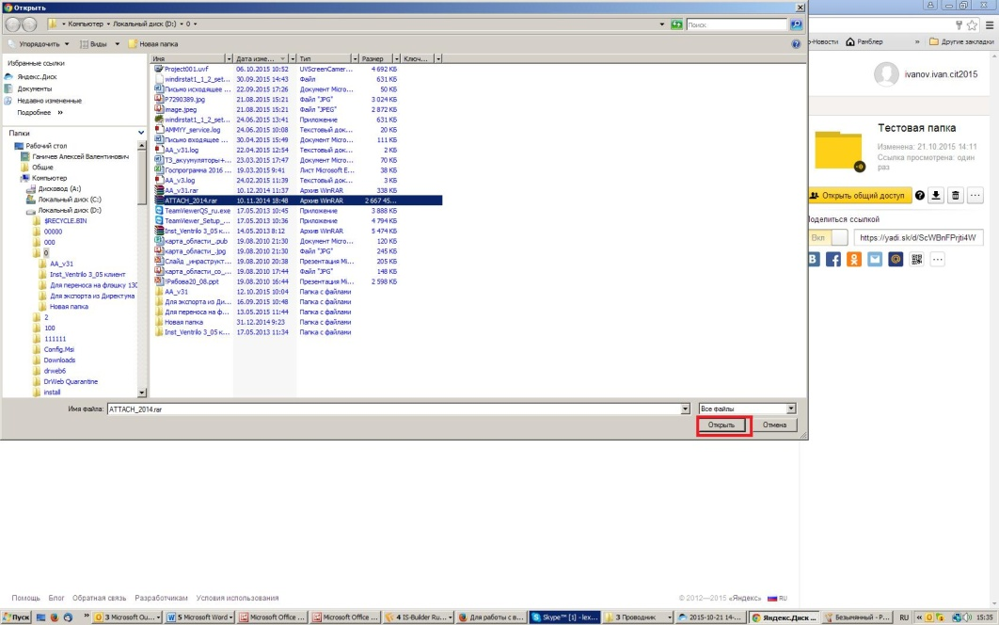 Открыть
Компьютер Локальный диск (D:) 0
Поиск
Упорядочить Виды Новая папка
Избранные ссылки
Яндекс.Диск
Документы
Недавно измененные
Подробнее »
Папки
Рабочий стол
Ганичев Алексей Валентинович
Общие
Компьютер
Дисковод (A:)
Локальный диск (C:)
Локальный диск (D:)
$RECYCLE.BIN
00000
000
0
AA_v31
Inst_Ventrilo 3_05 клиент
Для переноса на флашку 130
Для экспорта из Директума
Новая папка
2
100
111111
Config.Msi
Downloads
drweb6
DrWeb Quarantine
install
Имя Дата изме... Тип Размер Ключ...
Project001.uvf 06.10.2015 10:52 UVScreenCamer... 4 692 КБ
windirstat1_1_2_set... 30.09.2015 14:43 Файл 631 КБ
Письмо исходящее ... 22.09.2015 17:26 Документ Micro... 50 КБ
P7290389.jpg 21.08.2015 15:21 Файл "JPG" 3 024 КБ
image.jpeg 21.08.2015 15:21 Файл "JPEG" 2 872 КБ
windirstat1_1_2_set... 24.06.2015 13:41 Приложение 631 КБ
AMMYY_service.log 24.06.2015 10:08 Текстовый док... 20 КБ
Письмо входящее ... 30.04.2015 15:49 Документ Micro... 111 КБ
AA_v31.log 22.04.2015 12:54 Текстовый док... 2 КБ
ТЗ_акуумуляторы+... 23.03.2015 17:47 Документ Micro... 70 КБ
Госпрограмма 2016 ... 19.03.2015 9:41 Лист Microsoft E... 38 КБ
AA_v3.log 24.02.2015 11:39 Текстовый док... 3 КБ
AA_v31.rar 10.12.2014 11:37 Архив WinRAR 338 КБ
ATTACH_2014.rar 10.11.2014 18:48 Архив WinRAR 2 667 45...
TeamViewerQS_ru.exe 17.05.2013 10:45 Приложение 3 888 КБ
TeamViewer_Setup_... 17.05.2013 10:36 Приложение 4 794 КБ
Inst_Ventrilo 3_05 к... 14.05.2013 8:12 Архив WinRAR 5 474 КБ
карта_области_.pub 19.08.2010 21:30 Документ Micro... 120 КБ
карта_области_.jpg 19.08.2010 21:30 Файл "JPG" 245 КБ
Слайд _инраструкт... 19.08.2010 20:38 Презентация Mi... 205 КБ
карта_области_со_... 19.08.2010 17:44 Файл "JPG" 148 КБ
!Рябова20_08.ppt 19.08.2010 16:44 Презентация Mi... 2 598 КБ
AA_v31 12.10.2015 10:04 Папка с файлами
Для экспорта из Ди... 16.09.2015 10:48 Папка с файлами
Для переноса на ф... 13.05.2015 11:44 Папка с файлами
Новая папка 31.12.2014 9:23 Папка с файлами
Inst_Ventrilo 3_05 к... 17.05.2013 11:34 Папка с файлами
Имя файла: ATTACH_2014.rar Все файлы
Открыть Отмена
Новости Рамблер » Другие закладки
ivanov.ivan.cit2015
Тестовая папка
Изменена: 21.10.2015 14:11
Ссылка просмотрена: один
раз
Открыть общий доступ ? ...
оделиться ссылкой
Вкл https://yadi.sk/d/ScWBnFPrjti4W
Помощь Блог Обратная связь Разработчикам Условия использования © 2012—2015 «Яндекс» RU
Пуск » 3 Microsoft Ou... 5 Microsoft Word Microsoft Office ... Microsoft Office ... 4 IS-Builder Ru... Для работы с в... Skype™ [1] - lex... 3 Проводник 2015-10-21 14-... Яндекс.Диск ... Безымянный - P... RU « 15:35